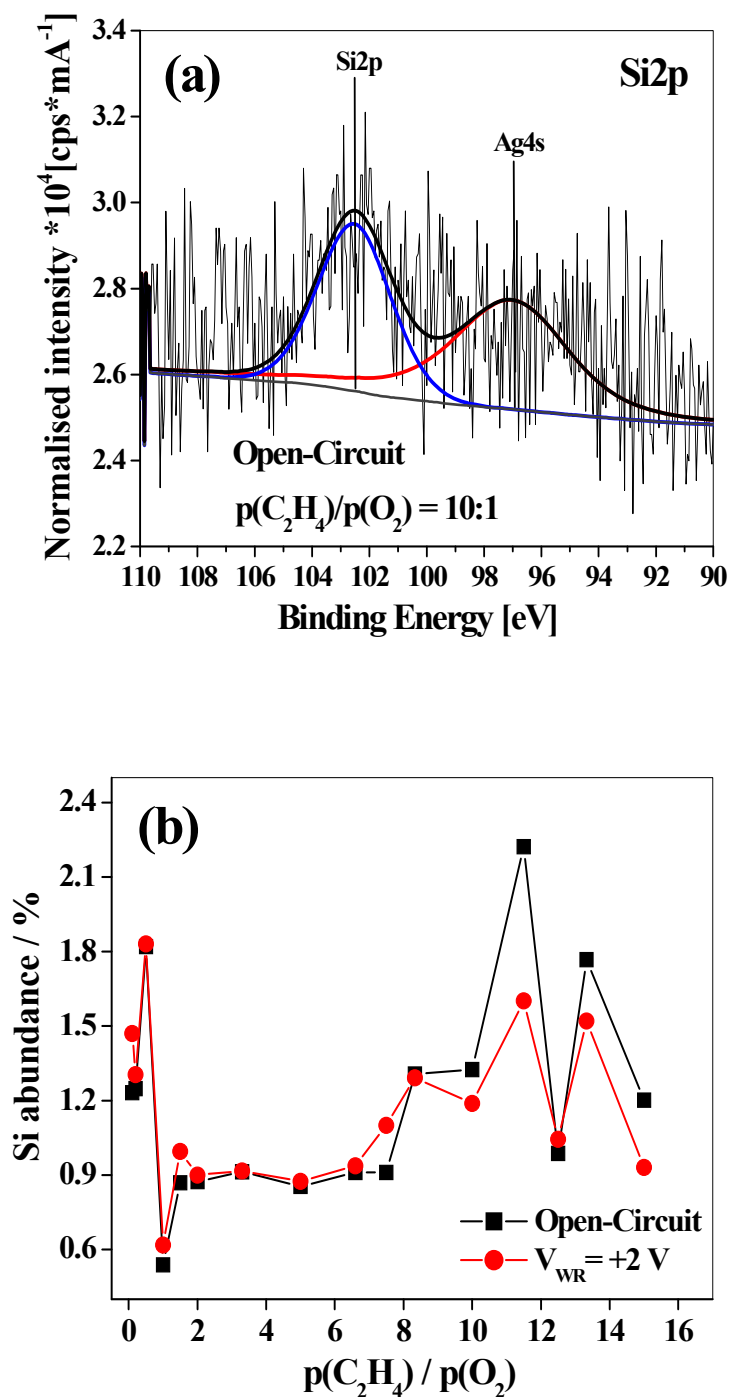 (a)
Si2p
Si2p
Ag4s
3.4
3.2
3.0
2.8
2.6
2.4
2.2
Normalised intensity *10⁴[cps*mA⁻¹]
Open-Circuit
p(C₂H₄)/p(O₂) = 10:1
110 108 106 104 102 100 98 96 94 92 90
Binding Energy [eV]
(b)
2.4
2.1
1.8
1.5
1.2
0.9
0.6
Si abundance / %
Open-Circuit
V_WR= +2 V
0 2 4 6 8 10 12 14 16
p(C₂H₄) / p(O₂)